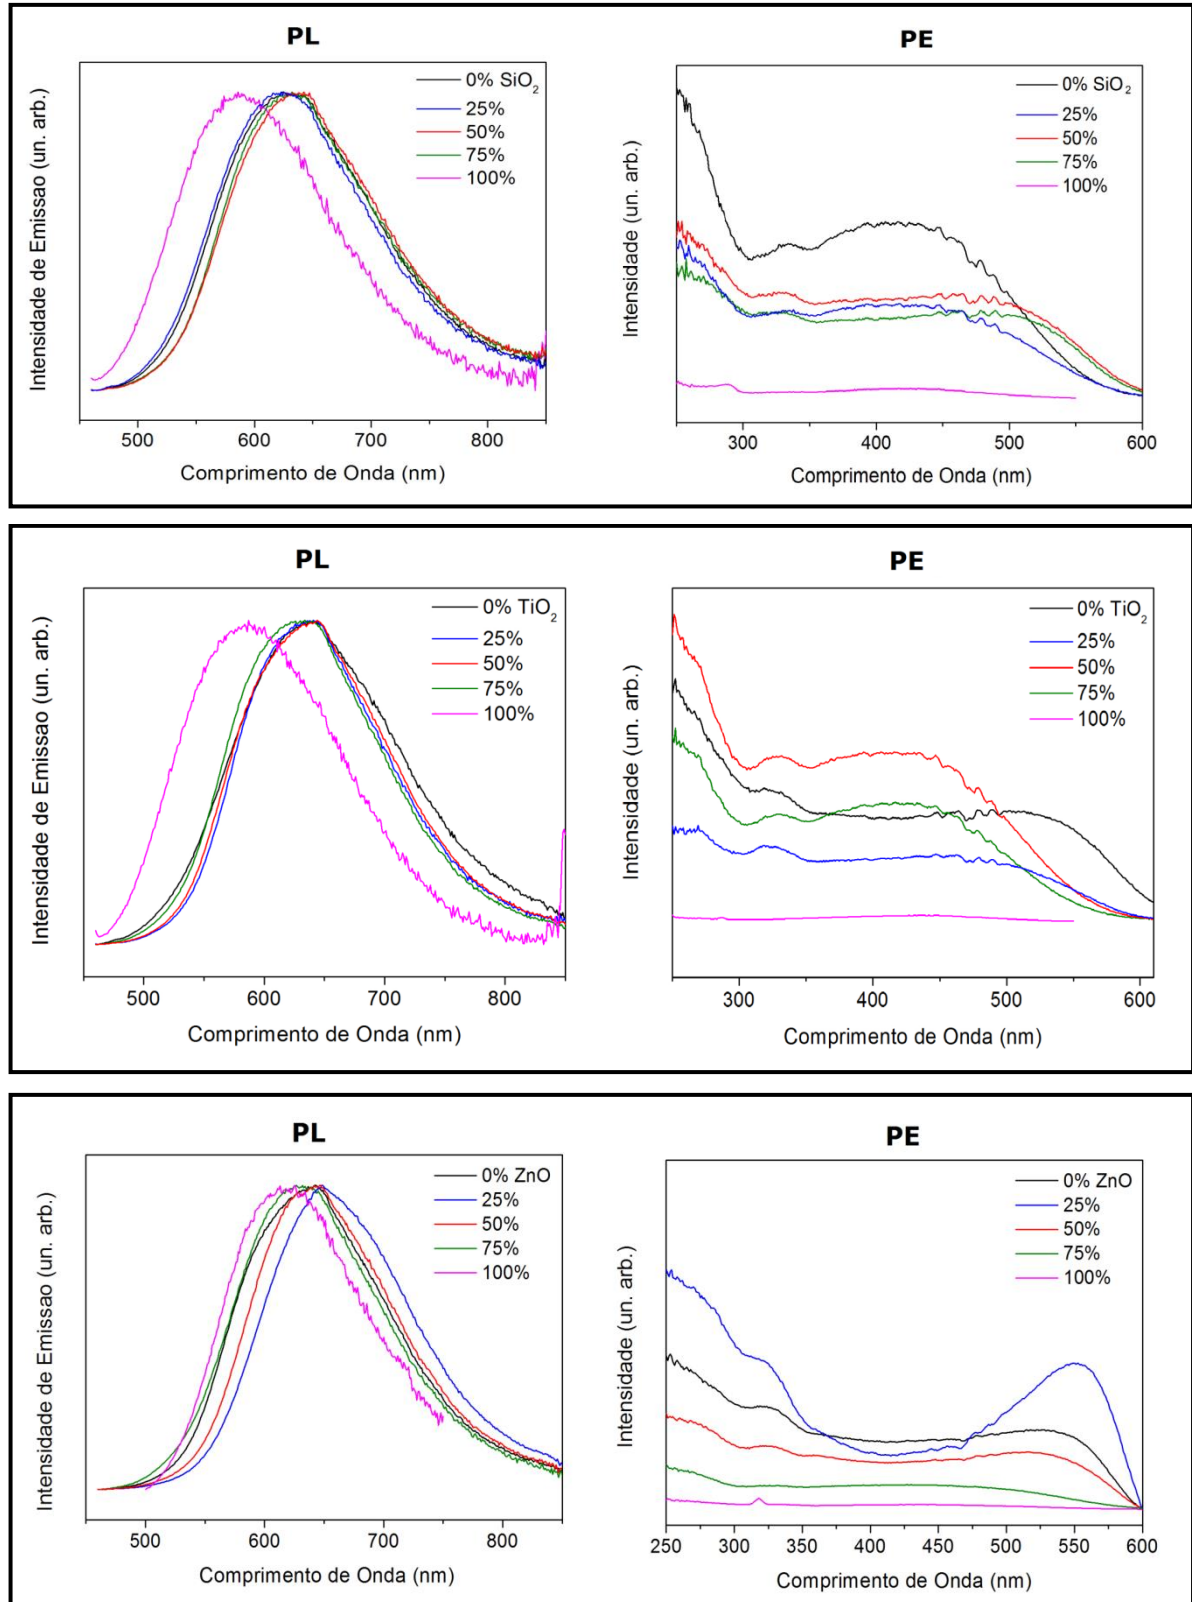 PL
Intensidade de Emissao (un. arb.)
0% SiO₂
25%
50%
75%
100%
500 600 700 800
Comprimento de Onda (nm)
PE
Intensidade (un. arb.)
0% SiO₂
25%
50%
75%
100%
300 400 500 600
Comprimento de Onda (nm)
PL
Intensidade de Emissao (un. arb.)
0% TiO₂
25%
50%
75%
100%
500 600 700 800
Comprimento de Onda (nm)
PE
Intensidade (un. arb.)
0% TiO₂
25%
50%
75%
100%
300 400 500 600
Comprimento de Onda (nm)
PL
Intensidade de Emissao (un. arb.)
0% ZnO
25%
50%
75%
100%
500 600 700 800
Comprimento de Onda (nm)
PE
Intensidade (un. arb.)
0% ZnO
25%
50%
75%
100%
250 300 350 400 450 500 550 600
Comprimento de Onda (nm)